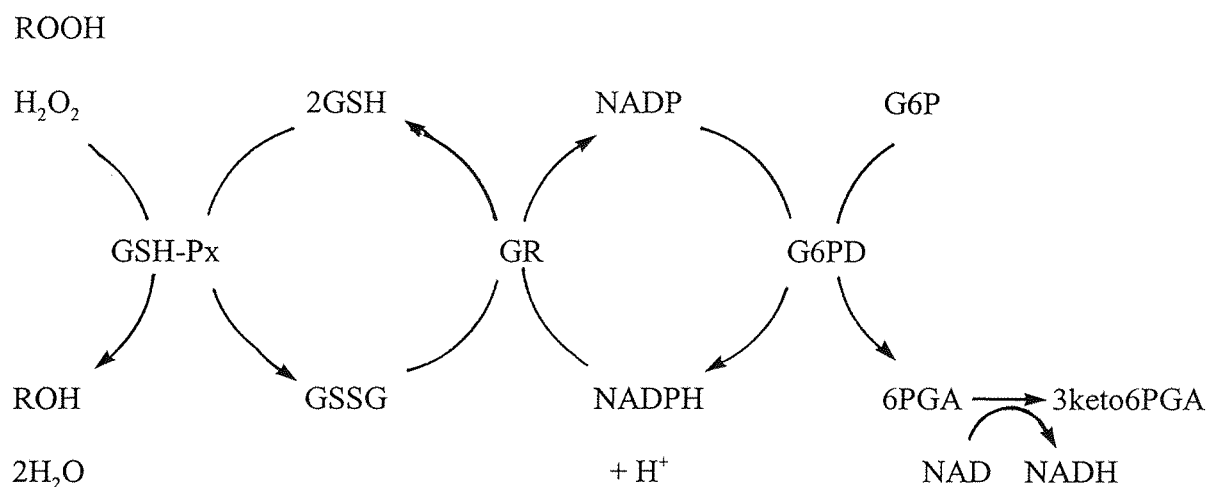 ROOH
H₂O₂ 2GSH NADP G6P
GSH-Px GR G6PD
ROH GSSG NADPH 6PGA 3keto6PGA
2H₂O + H⁺ NAD NADH